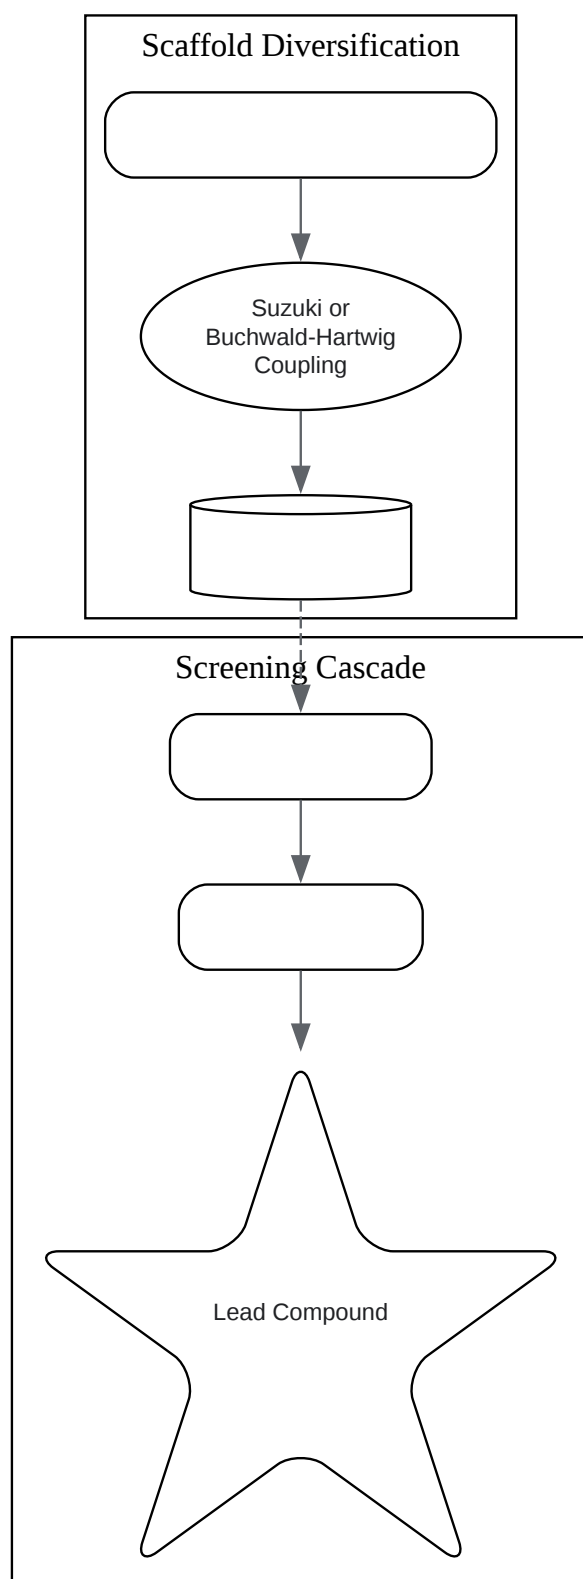 Scaffold Diversification
Suzuki or
Buchwald-Hartwig
Coupling
Screening Cascade
Lead Compound